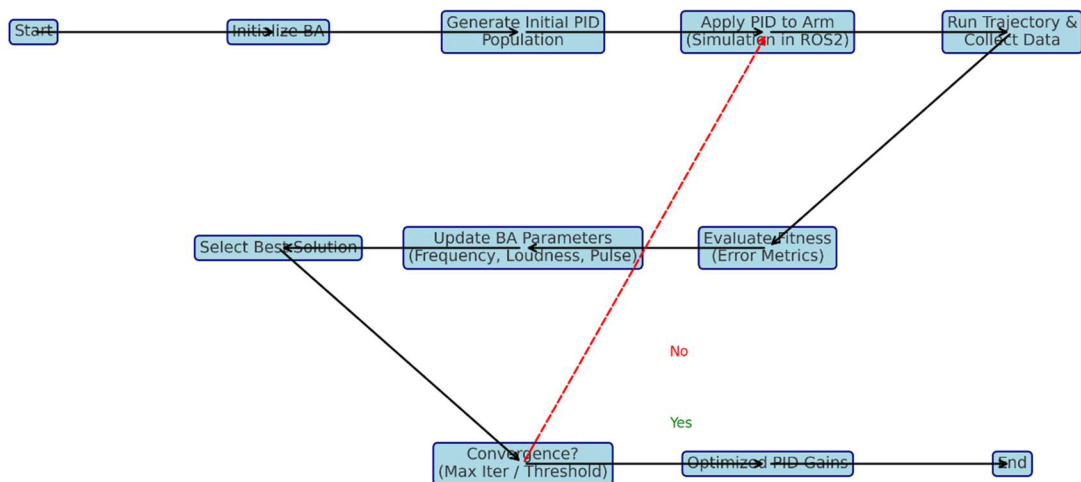 Start
Initialize BA
Generate Initial PID
Population
Apply PID to Arm
(Simulation in ROS2)
Run Trajectory &
Collect Data
Select Best Solution
Update BA Parameters
(Frequency, Loudness, Pulse)
Evaluate Fitness
(Error Metrics)
No
Yes
Convergence?
(Max Iter / Threshold)
Optimized PID Gains
End